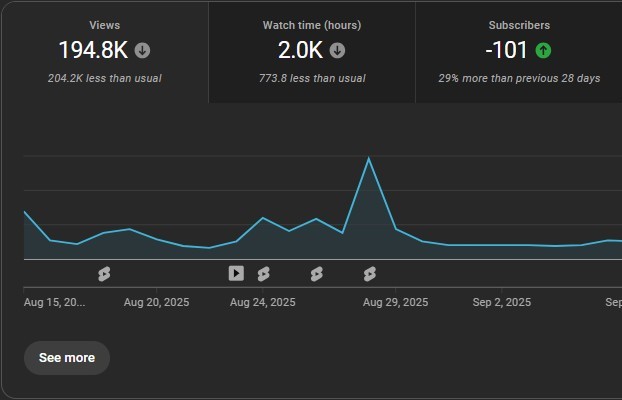 Views
194.8K
204.2K less than usual
Watch time (hours)
2.0K
773.8 less than usual
Subscribers
-101
29% more than previous 28 days
Aug 15, 20...
Aug 20, 2025
Aug 24, 2025
Aug 29, 2025
Sep 2, 2025
Sep
See more